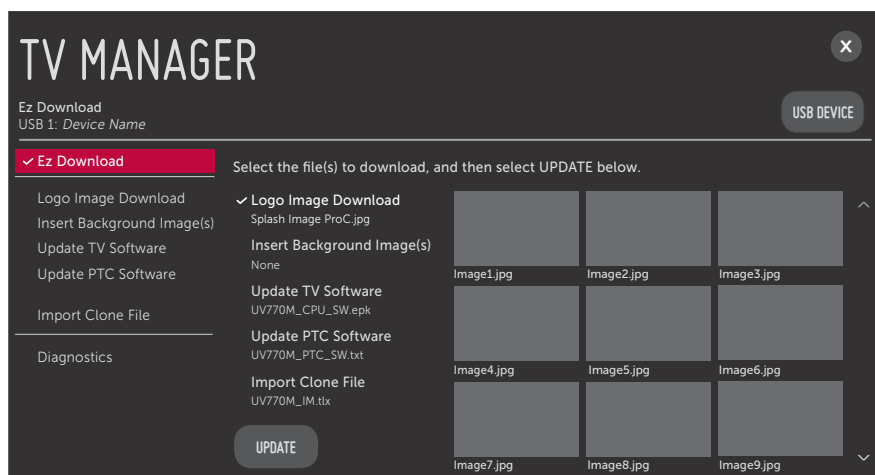 TV MANAGER
X
Ez Download
USB 1: Device Name
USB DEVICE
Ez Download
Logo Image Download
Insert Background Image(s)
Update TV Software
Update PTC Software
Import Clone File
Diagnostics
Select the file(s) to download, and then select UPDATE below.
Logo Image Download
Splash Image ProC.jpg
Insert Background Image(s)
None
Update TV Software
UV770M_CPU_SW.epk
Update PTC Software
UV770M_PTC_SW.txt
Import Clone File
UV770M_IM.tlx
UPDATE
Image1.jpg
Image2.jpg
Image3.jpg
Image4.jpg
Image5.jpg
Image6.jpg
Image7.jpg
Image8.jpg
Image9.jpg